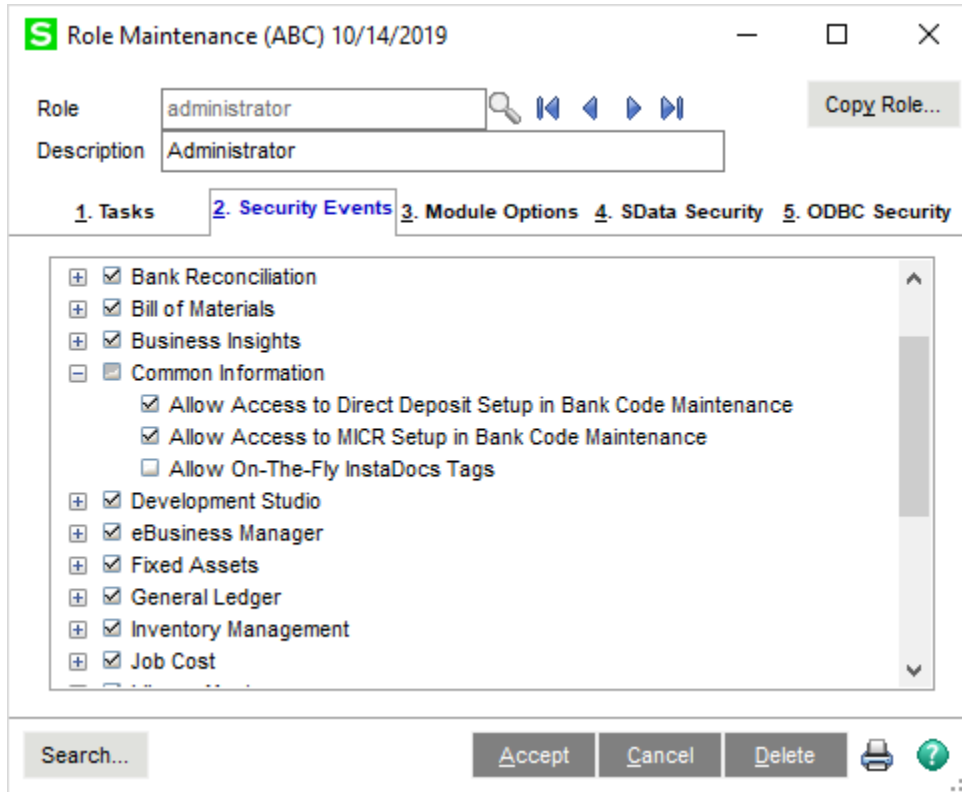 S Role Maintenance (ABC) 10/14/2019
Role administrator Copy Role...
Description Administrator
1. Tasks 2. Security Events 3. Module Options 4. SData Security 5. ODBC Security
Bank Reconciliation
Bill of Materials
Business Insights
Common Information
Allow Access to Direct Deposit Setup in Bank Code Maintenance
Allow Access to MICR Setup in Bank Code Maintenance
Allow On-The-Fly InstaDocs Tags
Development Studio
eBusiness Manager
Fixed Assets
General Ledger
Inventory Management
Job Cost
Search... Accept Cancel Delete ?